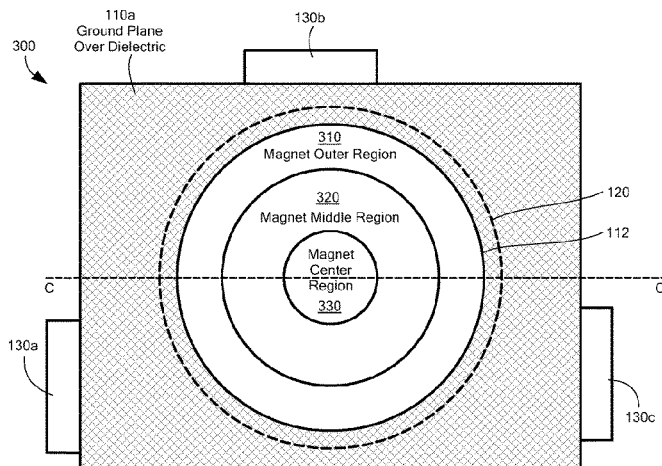 110a
Ground Plane
Over Dielectric
130b
300
310
Magnet Outer Region
320
Magnet Middle Region
120
112
Magnet
Center
Region
330
C
C
130a
130c